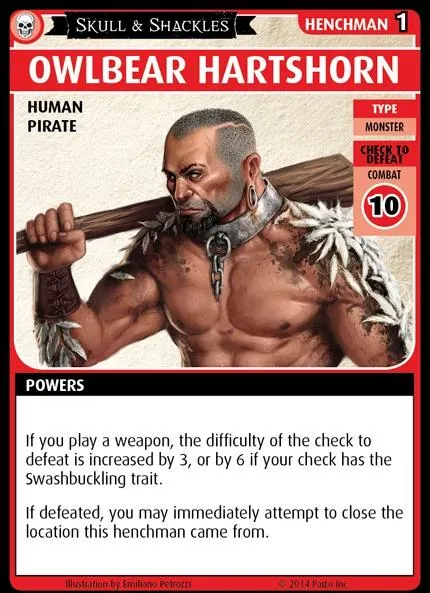 SKULL & SHACKLES
HENCHMAN 1
OWLBEAR HARTSHORN
HUMAN
PIRATE
TYPE
MONSTER
CHECK TO
DEFEAT
COMBAT
10
POWERS
If you play a weapon, the difficulty of the check to
defeat is increased by 3, or by 6 if your check has the
Swashbuckling trait.
If defeated, you may immediately attempt to close the
location this henchman came from.
Illustration by Emiliano Petrozzi
© 2014 Paizo Inc